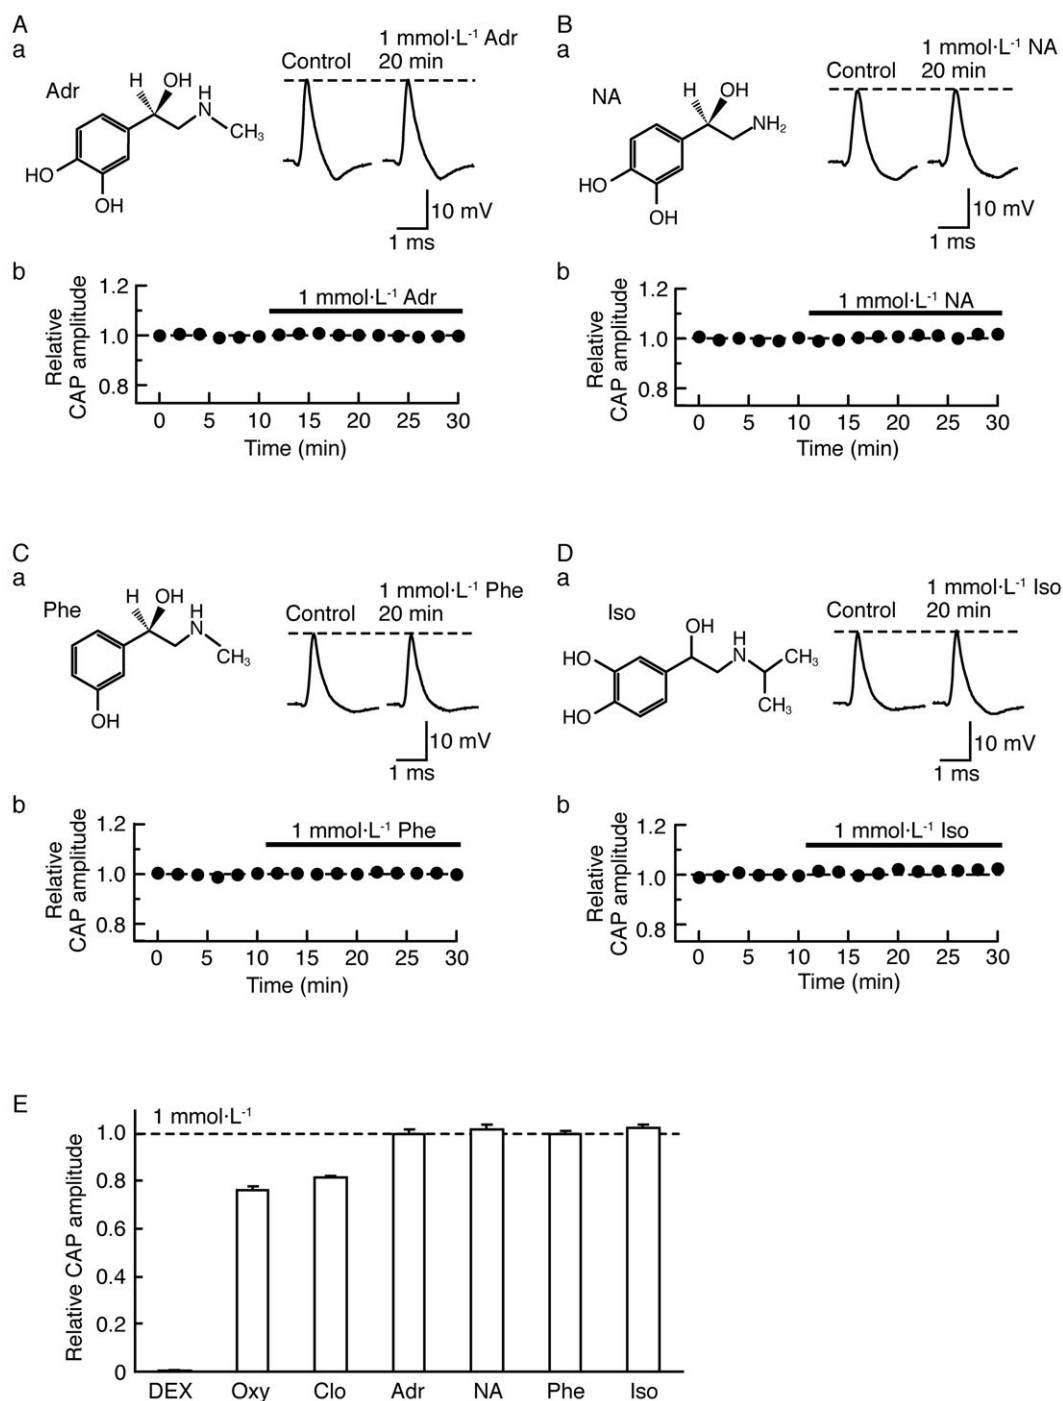 A
a
Adr
H
OH
H
N
CH₃
HO
OH
Control
1 mmol·L⁻¹ Adr
20 min
10 mV
1 ms
b
Relative
CAP amplitude
1.2
1.0
0.8
1 mmol·L⁻¹ Adr
0 5 10 15 20 25 30
Time (min)
B
a
NA
H
OH
NH₂
HO
OH
Control
1 mmol·L⁻¹ NA
20 min
10 mV
1 ms
b
Relative
CAP amplitude
1.2
1.0
0.8
1 mmol·L⁻¹ NA
0 5 10 15 20 25 30
Time (min)
C
a
Phe
H
OH
H
N
CH₃
OH
Control
1 mmol·L⁻¹ Phe
20 min
10 mV
1 ms
b
Relative
CAP amplitude
1.2
1.0
0.8
1 mmol·L⁻¹ Phe
0 5 10 15 20 25 30
Time (min)
D
a
Iso
OH
H
N
CH₃
CH₃
HO
HO
Control
1 mmol·L⁻¹ Iso
20 min
10 mV
1 ms
b
Relative
CAP amplitude
1.2
1.0
0.8
1 mmol·L⁻¹ Iso
0 5 10 15 20 25 30
Time (min)
E
1 mmol·L⁻¹
Relative CAP amplitude
1.0
0.8
0.6
0.4
0.2
0
DEX Oxy Clo Adr NA Phe Iso